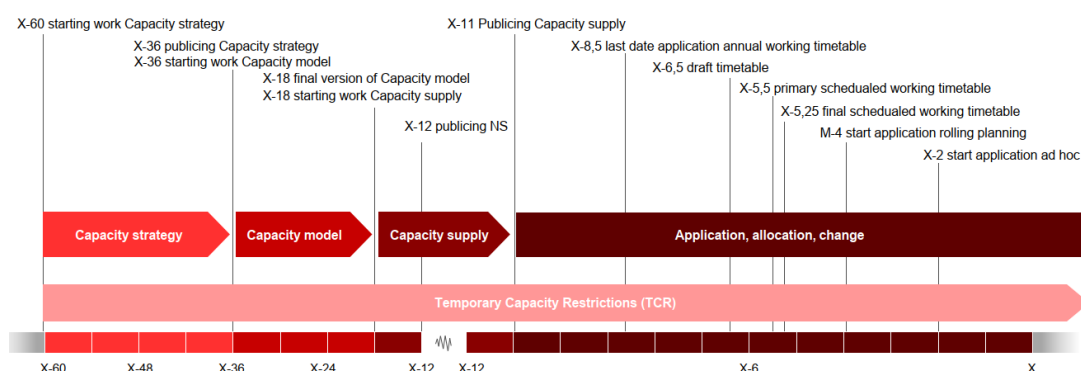 X-60 starting work Capacity strategy
X-11 Publicing Capacity supply
X-36 publicing Capacity strategy
X-36 starting work Capacity model
X-8,5 last date application annual working timetable
X-6,5 draft timetable
X-18 final version of Capacity model
X-18 starting work Capacity supply
X-5,5 primary schedualed working timetable
X-5,25 final schedualed working timetable
X-12 publicing NS
M-4 start application rolling planning
X-2 start application ad hoc
Capacity strategy
Capacity model
Capacity supply
Application, allocation, change
Temporary Capacity Restrictions (TCR)
X-60
X-48
X-36
X-24
X-12
X-12
X-6
X